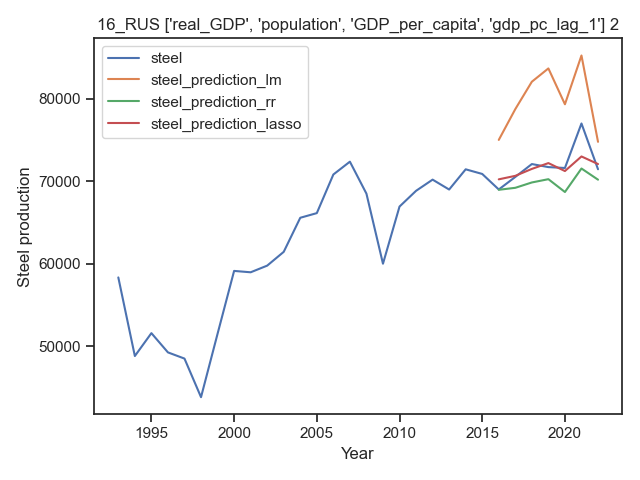 16_RUS ['real_GDP', 'population', 'GDP_per_capita', 'gdp_pc_lag_1'] 2
steel
steel_prediction_lm
steel_prediction_rr
steel_prediction_lasso
80000
70000
60000
50000
Steel production
1995
2000
2005
2010
2015
2020
Year